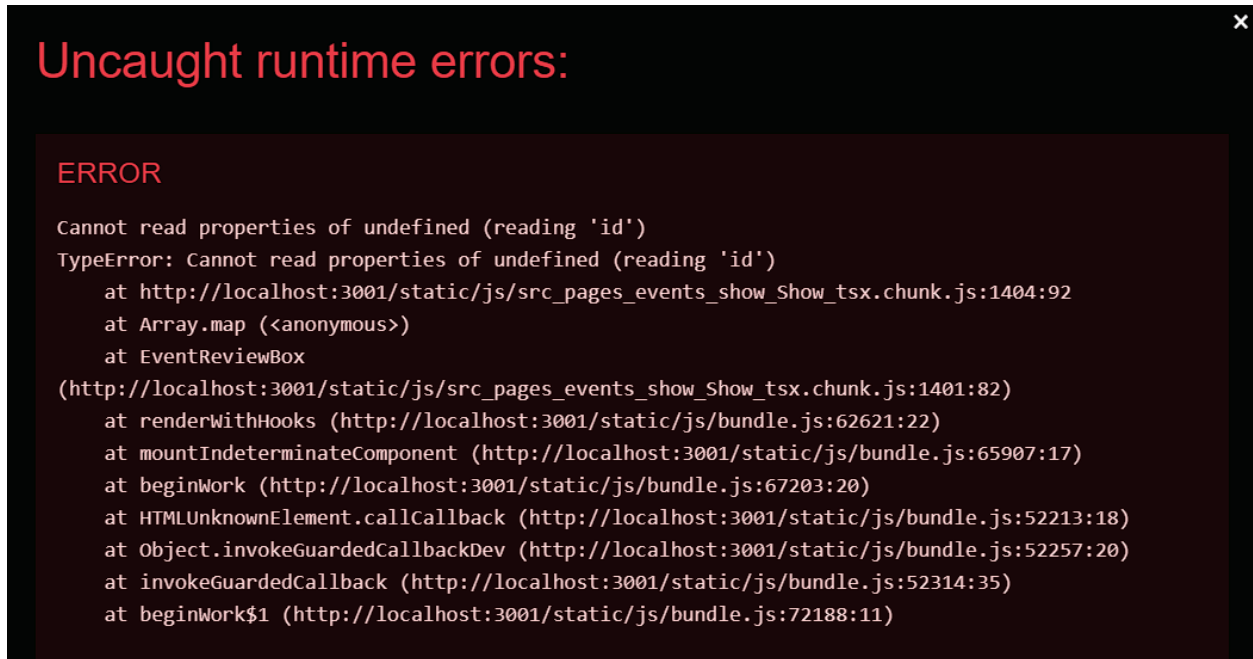 ×
Uncaught runtime errors:
ERROR
Cannot read properties of undefined (reading 'id')
TypeError: Cannot read properties of undefined (reading 'id')
    at http://localhost:3001/static/js/src_pages_events_show_Show_tsx.chunk.js:1404:92
    at Array.map (<anonymous>)
    at EventReviewBox
(http://localhost:3001/static/js/src_pages_events_show_Show_tsx.chunk.js:1401:82)
    at renderWithHooks (http://localhost:3001/static/js/bundle.js:62621:22)
    at mountIndeterminateComponent (http://localhost:3001/static/js/bundle.js:65907:17)
    at beginWork (http://localhost:3001/static/js/bundle.js:67203:20)
    at HTMLUnknownElement.callCallback (http://localhost:3001/static/js/bundle.js:52213:18)
    at Object.invokeGuardedCallbackDev (http://localhost:3001/static/js/bundle.js:52257:20)
    at invokeGuardedCallback (http://localhost:3001/static/js/bundle.js:52314:35)
    at beginWork$1 (http://localhost:3001/static/js/bundle.js:72188:11)